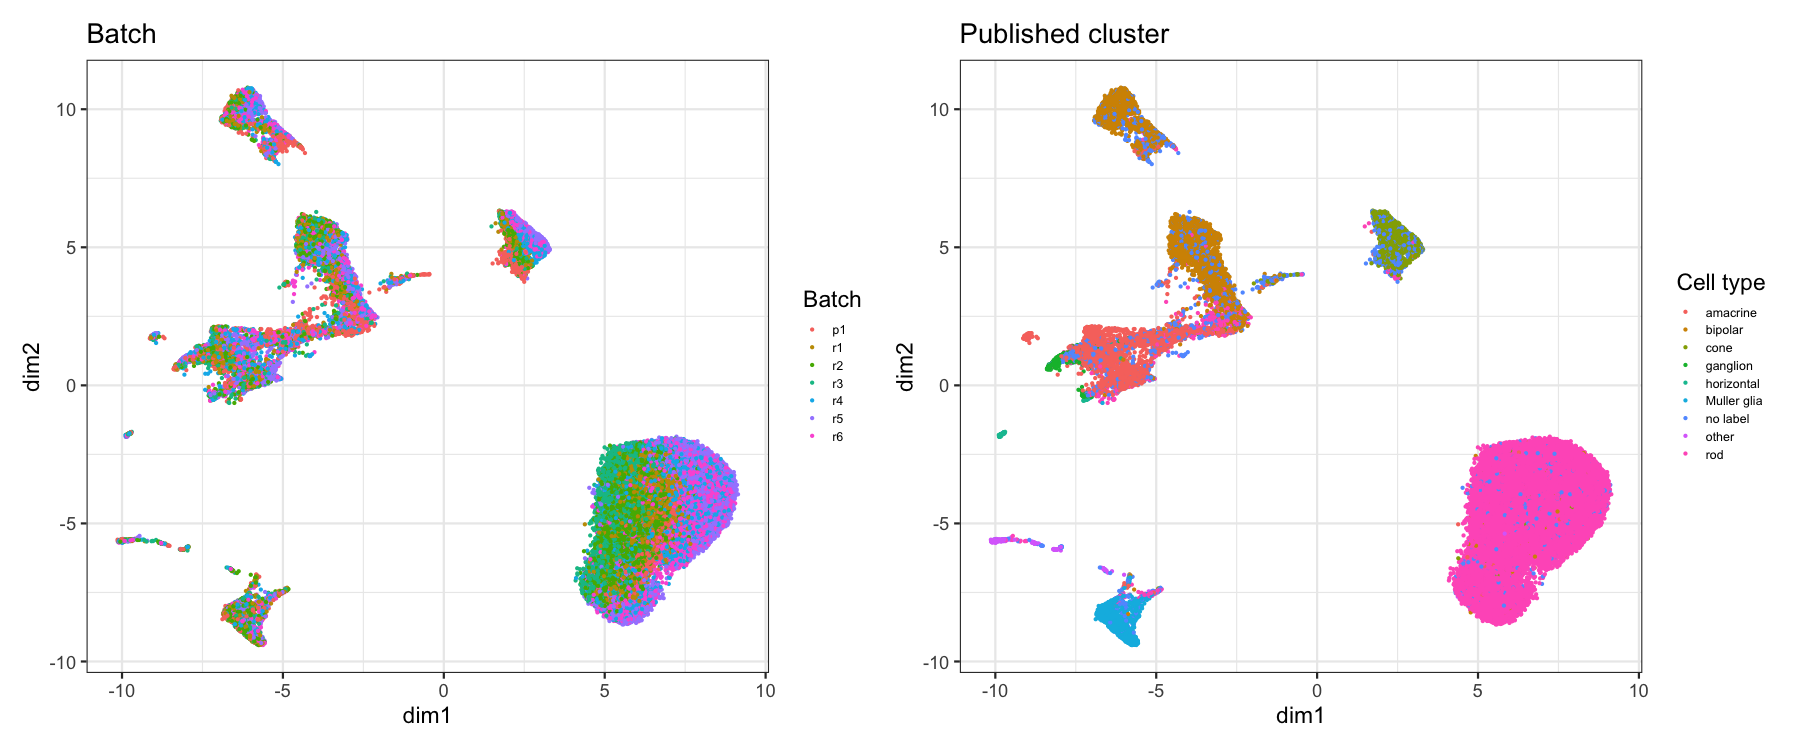 Batch
10
5
0
-5
-10
dim2
-10
-5
0
5
10
dim1
Batch
p1
r1
r2
r3
r4
r5
r6
Published cluster
10
5
0
-5
-10
dim2
-10
-5
0
5
10
dim1
Cell type
amacrine
bipolar
cone
ganglion
horizontal
Muller glia
no label
other
rod